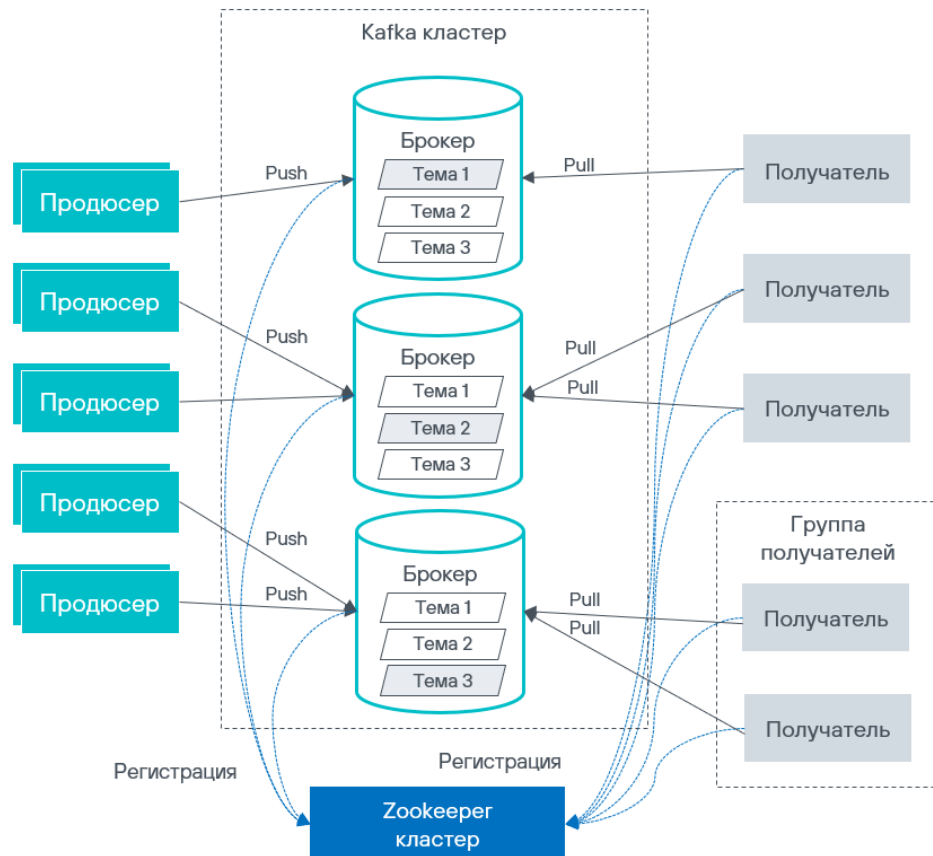 Kafka кластер
Брокер
Тема 1
Тема 2
Тема 3
Продюсер
Push
Pull
Получатель
Продюсер
Push
Pull
Получатель
Брокер
Тема 1
Тема 2
Тема 3
Продюсер
Pull
Получатель
Продюсер
Push
Группа
получателей
Брокер
Тема 1
Тема 2
Тема 3
Продюсер
Push
Pull
Pull
Получатель
Получатель
Регистрация
Регистрация
Zookeeper
кластер